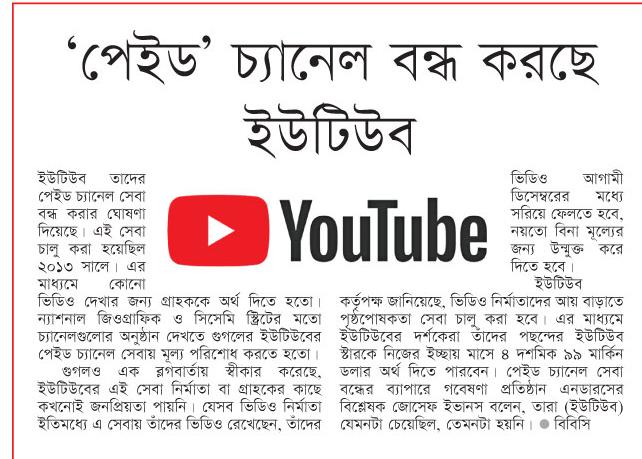 ‘পেইড’ চ্যানেল বন্ধ করছে
ইউটিউব
ইউটিউব তাদের
পেইড চ্যানেল সেবা
বন্ধ করার ঘোষণা
দিয়েছে। এই সেবা
চালু করা হয়েছিল
২০১৩ সালে। এর
মাধ্যমে কোনো
ভিডিও দেখার জন্য গ্রাহককে অর্থ দিতে হতো।
ন্যাশনাল জিওগ্রাফিক ও সিসেমি স্ট্রিটের মতো
চ্যানেলগুলোর অনুষ্ঠান দেখতে গুগলের ইউটিউবের
পেইড চ্যানেল সেবায় মূল্য পরিশোধ করতে হতো।
গুগলও এক ব্লগবার্তায় স্বীকার করেছে,
ইউটিউবের এই সেবা নির্মাতা বা গ্রাহকের কাছে
কখনোই জনপ্রিয়তা পায়নি। যেসব ভিডিও নির্মাতা
ইতিমধ্যে এ সেবায় তাঁদের ভিডিও রেখেছেন, তাঁদের
YouTube
ভিডিও আগামী
ডিসেম্বরের মধ্যে
সরিয়ে ফেলতে হবে,
নয়তো বিনা মূল্যের
জন্য উন্মুক্ত করে
দিতে হবে।
ইউটিউব
কর্তৃপক্ষ জানিয়েছে, ভিডিও নির্মাতাদের আয় বাড়াতে
পৃষ্ঠপোষকতা সেবা চালু করা হবে। এর মাধ্যমে
ইউটিউবের দর্শকেরা তাঁদের পছন্দের ইউটিউব
স্টারকে নিজের ইচ্ছায় মাসে ৪ দশমিক ৯৯ মার্কিন
ডলার অর্থ দিতে পারবেন। পেইড চ্যানেল সেবা
বন্ধের ব্যাপারে গবেষণা প্রতিষ্ঠান এনডারসের
বিশ্লেষক জোসেফ ইভানস বলেন, তারা (ইউটিউব)
যেমনটা চেয়েছিল, তেমনটা হয়নি। ● বিবিসি